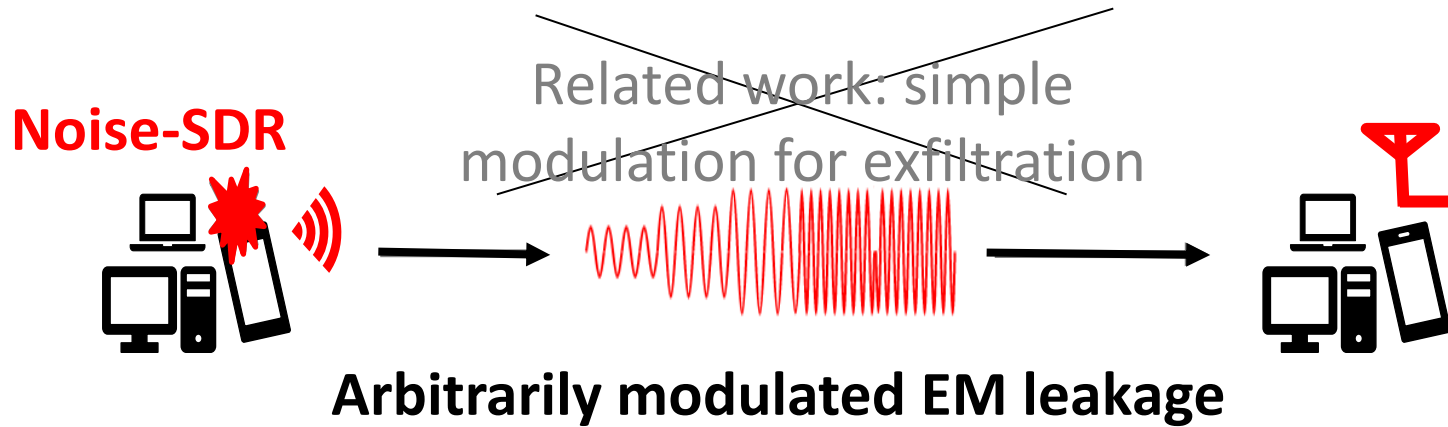 Related work: simple
modulation for exfiltration
Noise-SDR
Arbitrarily modulated EM leakage